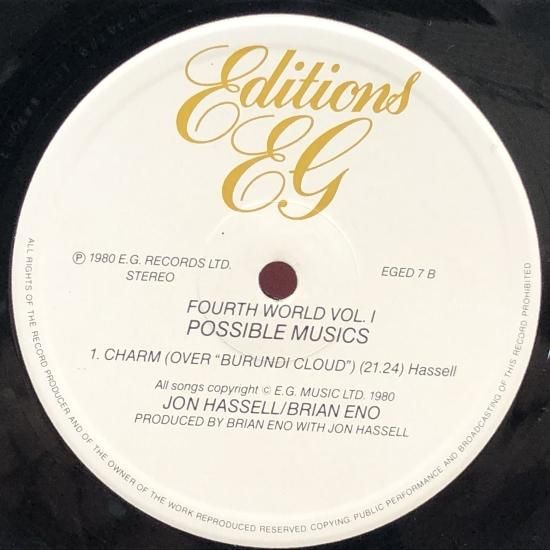 Editions
EG
Ⓟ 1980 E.G. RECORDS LTD.
STEREO
EGED 7 B
FOURTH WORLD VOL. I
POSSIBLE MUSICS
1. CHARM (OVER “BURUNDI CLOUD”) (21.24) Hassell
All songs copyright © E.G. MUSIC LTD. 1980
JON HASSELL/BRIAN ENO
PRODUCED BY BRIAN ENO WITH JON HASSELL
ALL RIGHTS OF THE RECORD PRODUCER AND OF THE OWNER OF THE WORK REPRODUCED RESERVED COPYING PUBLIC PERFORMANCE AND BROADCASTING OF THIS RECORD PROHIBITED